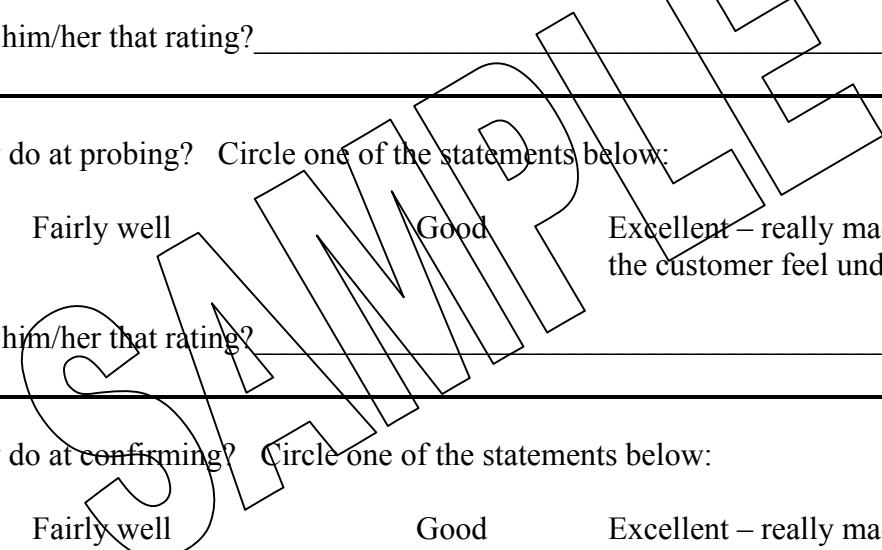 him/her that rating?
do at probing? Circle one of the statements below:
Fairly well Good Excellent – really ma
the customer feel und
him/her that rating?
do at confirming? Circle one of the statements below:
Fairly well Good Excellent – really ma
SAMPLE